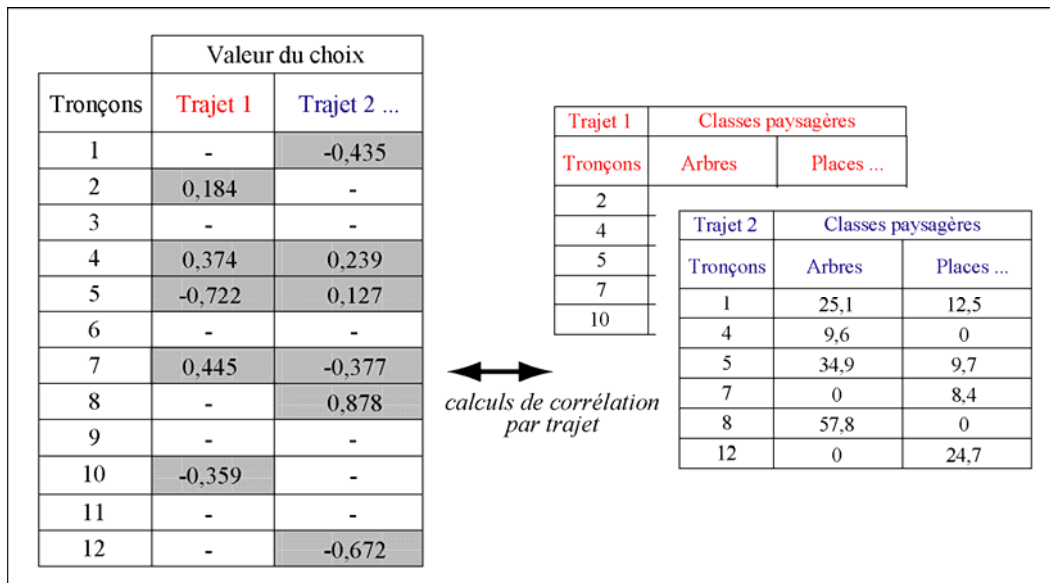 Valeur du choix
Tronçons Trajet 1 Trajet 2 ...
1 - -0,435
2 0,184 -
3 - -
4 0,374 0,239
5 -0,722 0,127
6 - -
7 0,445 -0,377
8 - 0,878
9 - -
10 -0,359 -
11 - -
12 - -0,672
calculs de corrélation
par trajet
Trajet 1 Classes paysagères
Tronçons Arbres Places ...
2
4
5
7
10
Trajet 2 Classes paysagères
Tronçons Arbres Places ...
1 25,1 12,5
4 9,6 0
5 34,9 9,7
7 0 8,4
8 57,8 0
12 0 24,7